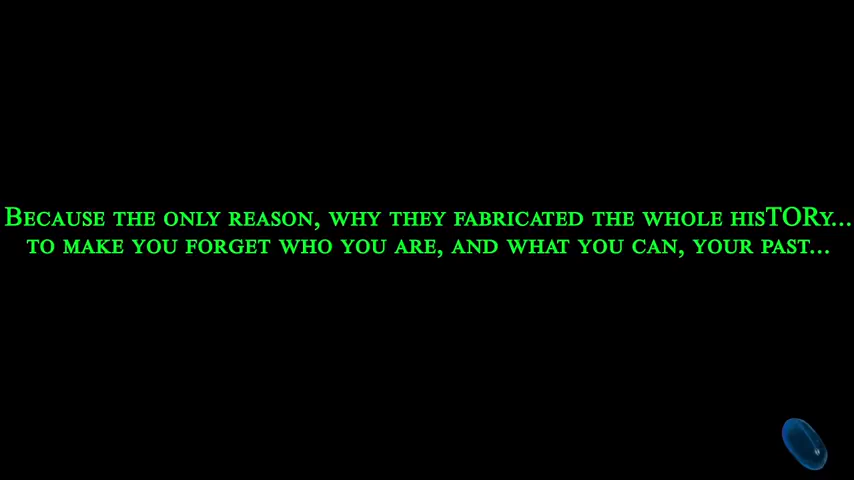 Because the only reason, why they fabricated the whole hisTORy...
to make you forget who you are, and what you can, your past...